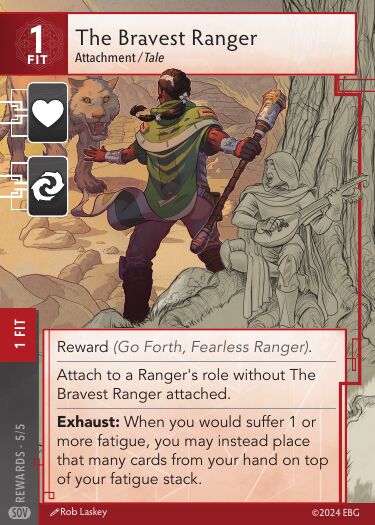 1
FIT
The Bravest Ranger
Attachment / Tale
1 FIT
Reward (Go Forth, Fearless Ranger).
Attach to a Ranger's role without The
Bravest Ranger attached.
Exhaust: When you would suffer 1 or
more fatigue, you may instead place
that many cards from your hand on top
of your fatigue stack.
SOV REWARDS - 5/5
Rob Laskey
©2024 EBG